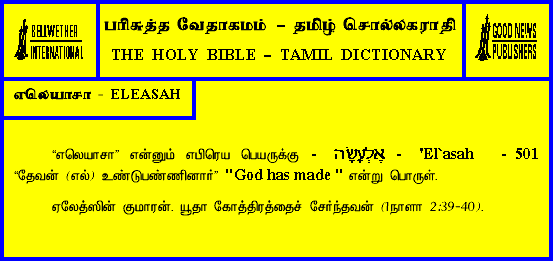 BELLWETHER
INTERNATIONAL
பரிசுத்த வேதாகமம் – தமிழ் சொல்லகராதி
THE HOLY BIBLE – TAMIL DICTIONARY
GOOD NEWS
PUBLISHERS
எலெயாசா - ELEASAH
“எலெயாசா” என்னும் எபிரெய பெயருக்கு - אֶלְעָשָׂה - 'El`asah - 501
“தேவன் (எல்) உண்டுபண்ணினார்” "God has made " என்று பொருள்.
ஏலேத்ஸின் குமாரன். யூதா கோத்திரத்தைச் சேர்ந்தவன் (1நாளா 2:39-40).